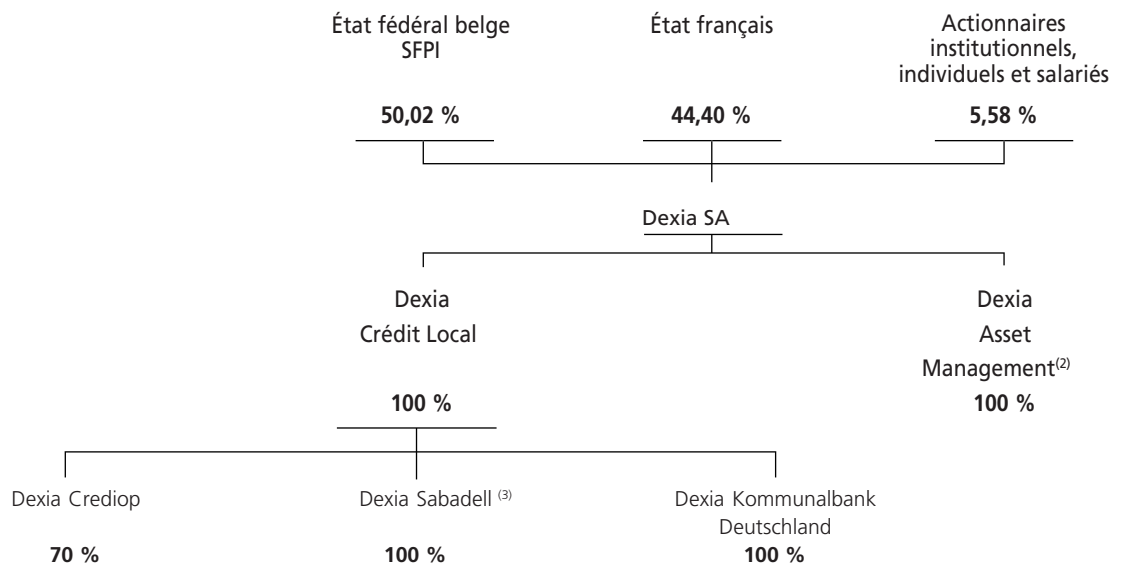 État fédéral belge
SFPI
État français
Actionnaires
institutionnels,
individuels et salariés
50,02 %
44,40 %
5,58 %
Dexia SA
Dexia
Crédit Local
100 %
Dexia
Asset
Management(2)
100 %
Dexia Crediop
70 %
Dexia Sabadell (3)
100 %
Dexia Kommunalbank
Deutschland
100 %